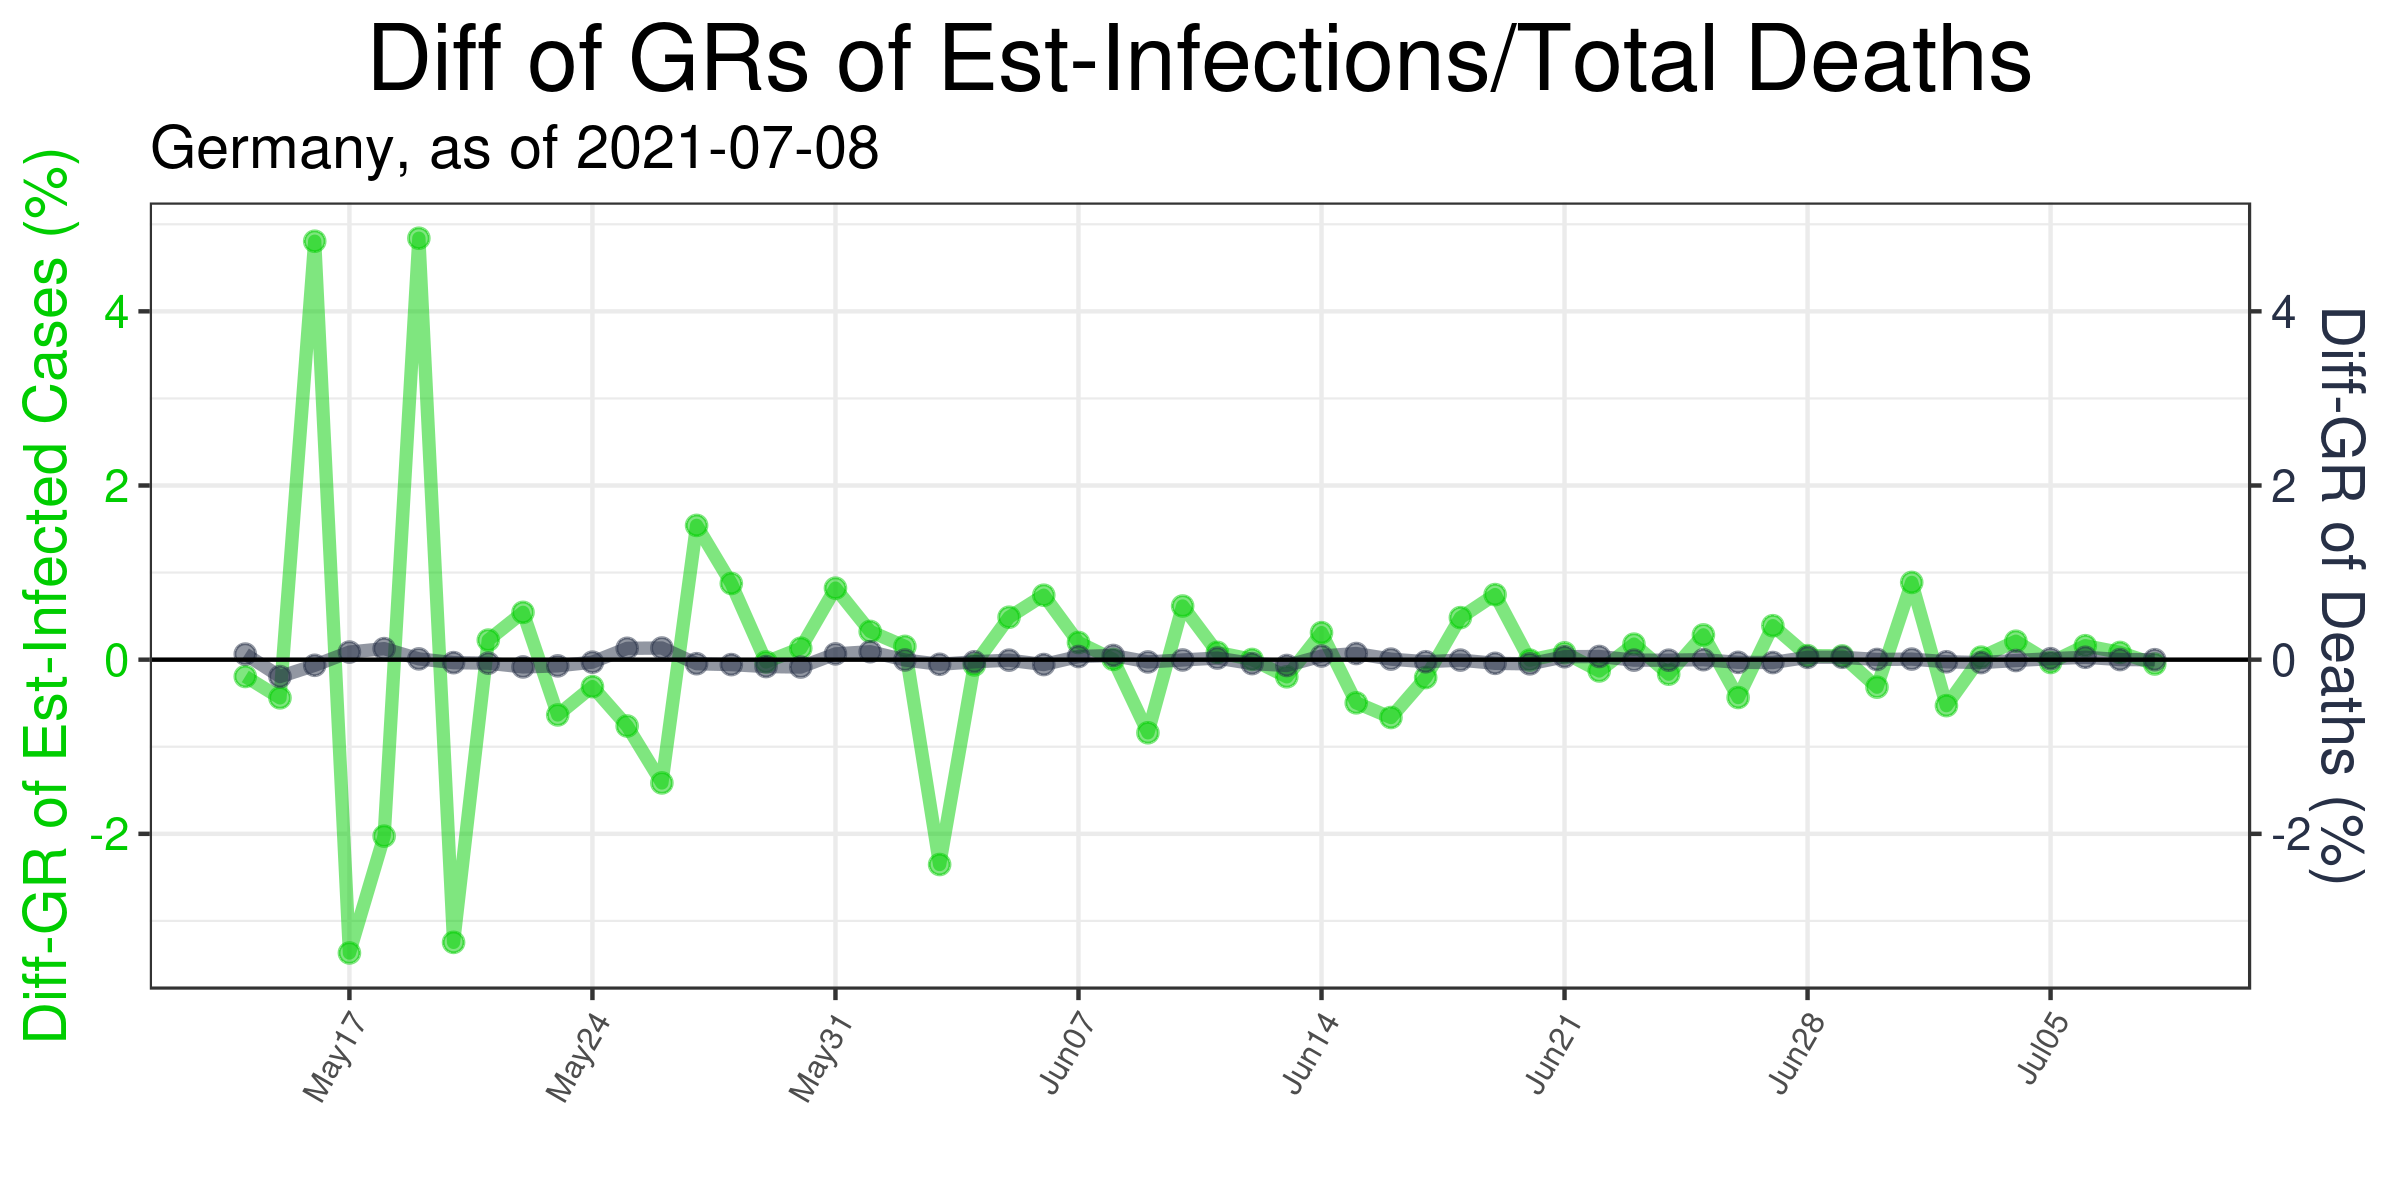 Diff of GRs of Est-Infections/Total Deaths
Germany, as of 2021-07-08
Diff-GR of Est-Infected Cases (%)
4
2
0
-2
4
2
0
-2
Diff-GR of Deaths (%)
May17
May24
May31
Jun07
Jun14
Jun21
Jun28
Jul05